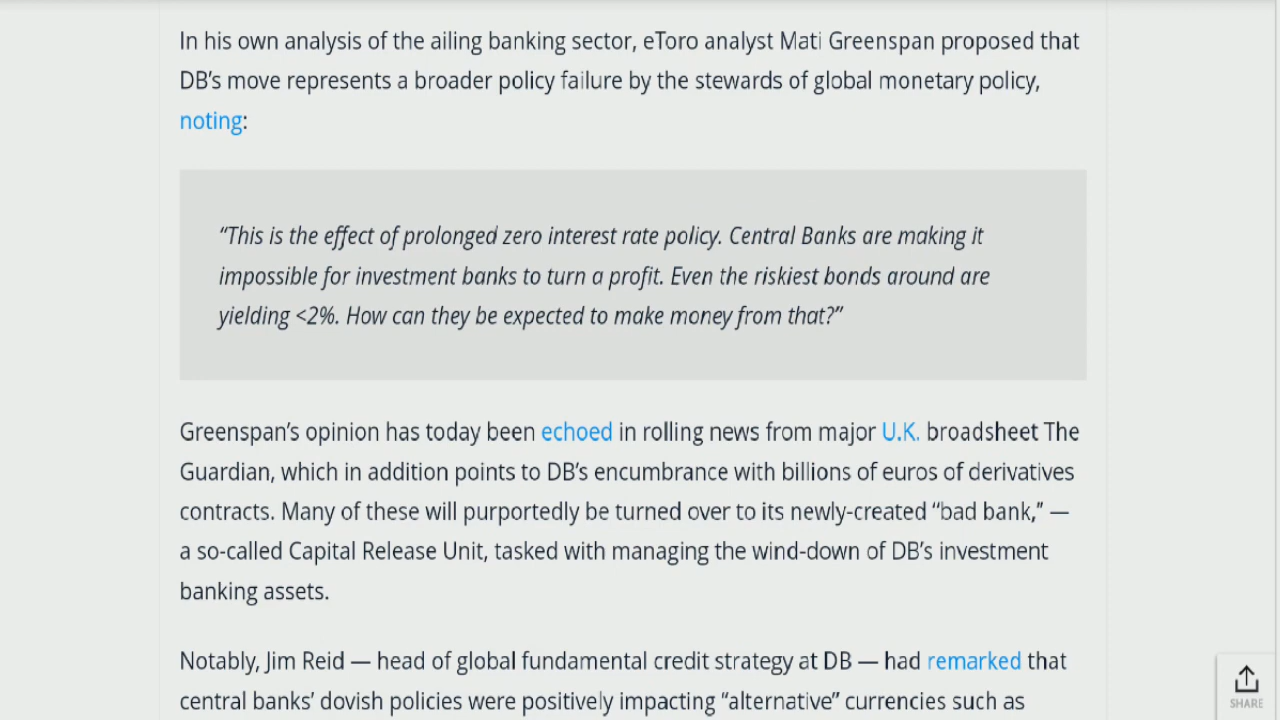 In his own analysis of the ailing banking sector, eToro analyst Mati Greenspan proposed that
DB’s move represents a broader policy failure by the stewards of global monetary policy,
noting:
“This is the effect of prolonged zero interest rate policy. Central Banks are making it
impossible for investment banks to turn a profit. Even the riskiest bonds around are
yielding <2%. How can they be expected to make money from that?”
Greenspan’s opinion has today been echoed in rolling news from major U.K. broadsheet The
Guardian, which in addition points to DB’s encumbrance with billions of euros of derivatives
contracts. Many of these will purportedly be turned over to its newly-created “bad bank,” —
a so-called Capital Release Unit, tasked with managing the wind-down of DB’s investment
banking assets.
Notably, Jim Reid — head of global fundamental credit strategy at DB — had remarked that
central banks’ dovish policies were positively impacting “alternative” currencies such as
SHARE